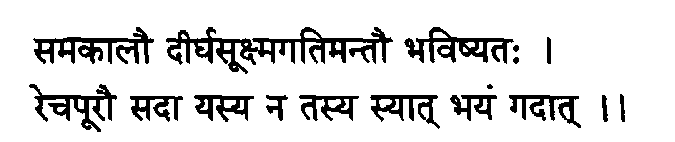 समकालौ दीर्घसूक्ष्मगतिमन्तौ भविष्यतः ।
रेचपूरौ सदा यस्य न तस्य स्यात् भयं गदात् ।।